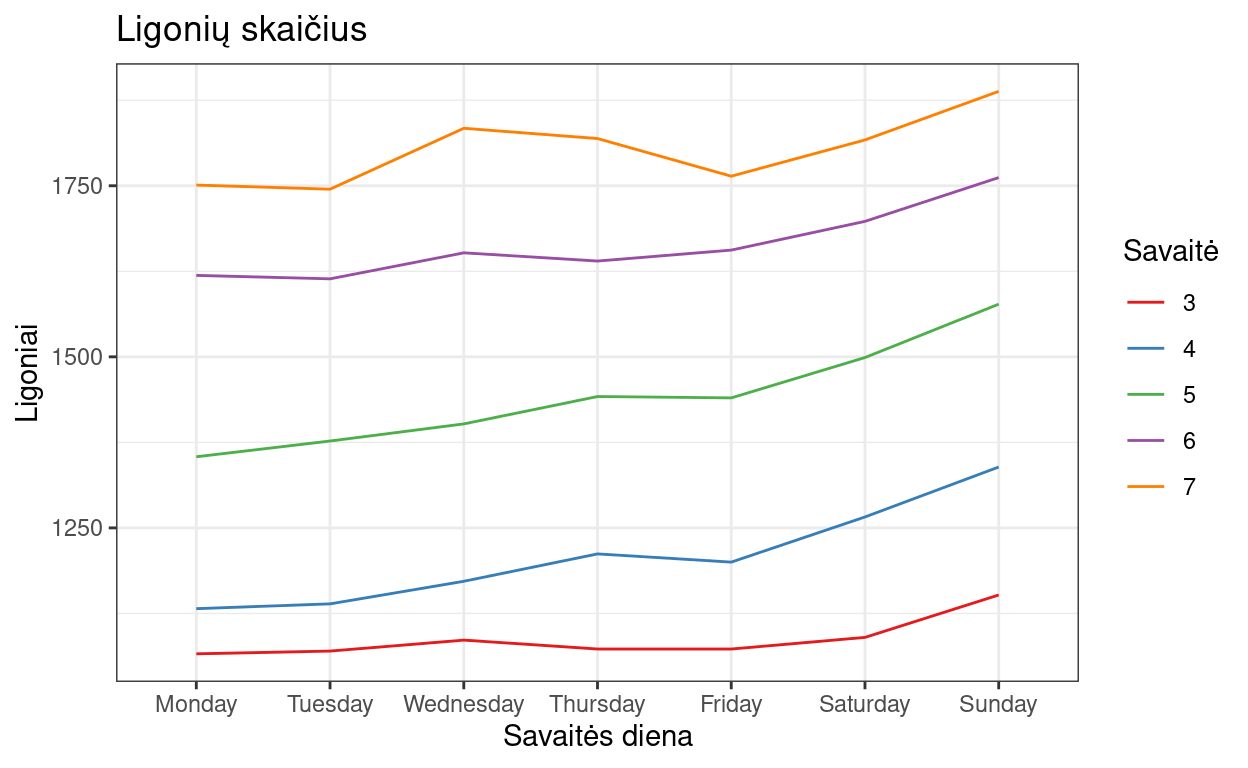 Ligonių skaičius
Ligoniai
1750
1500
1250
Monday Tuesday Wednesday Thursday Friday Saturday Sunday
Savaitės diena
Savaitė
3
4
5
6
7